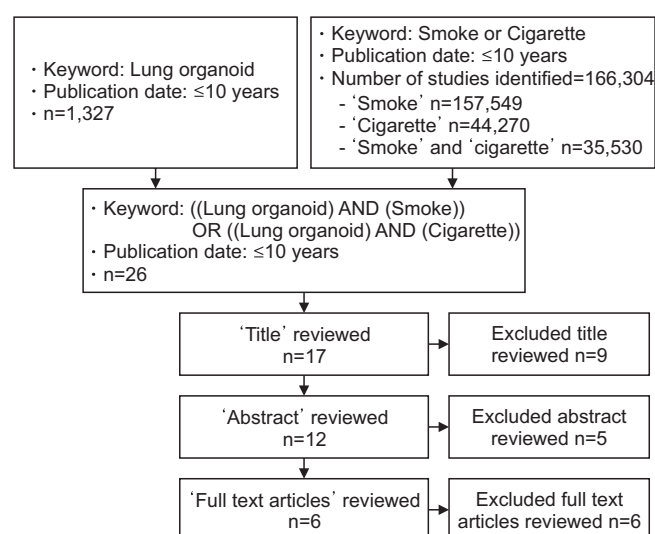 · Keyword: Lung organoid
· Publication date: ≤10 years
· n=1,327
· Keyword: Smoke or Cigarette
· Publication date: ≤10 years
· Number of studies identified=166,304
- ‘Smoke’ n=157,549
- ‘Cigarette’ n=44,270
- ‘Smoke’ and ‘cigarette’ n=35,530
· Keyword: ((Lung organoid) AND (Smoke))
OR ((Lung organoid) AND (Cigarette))
· Publication date: ≤10 years
· n=26
‘Title’ reviewed
n=17
Excluded title
reviewed n=9
‘Abstract’ reviewed
n=12
Excluded abstract
reviewed n=5
‘Full text articles’ reviewed
n=6
Excluded full text
articles reviewed n=6